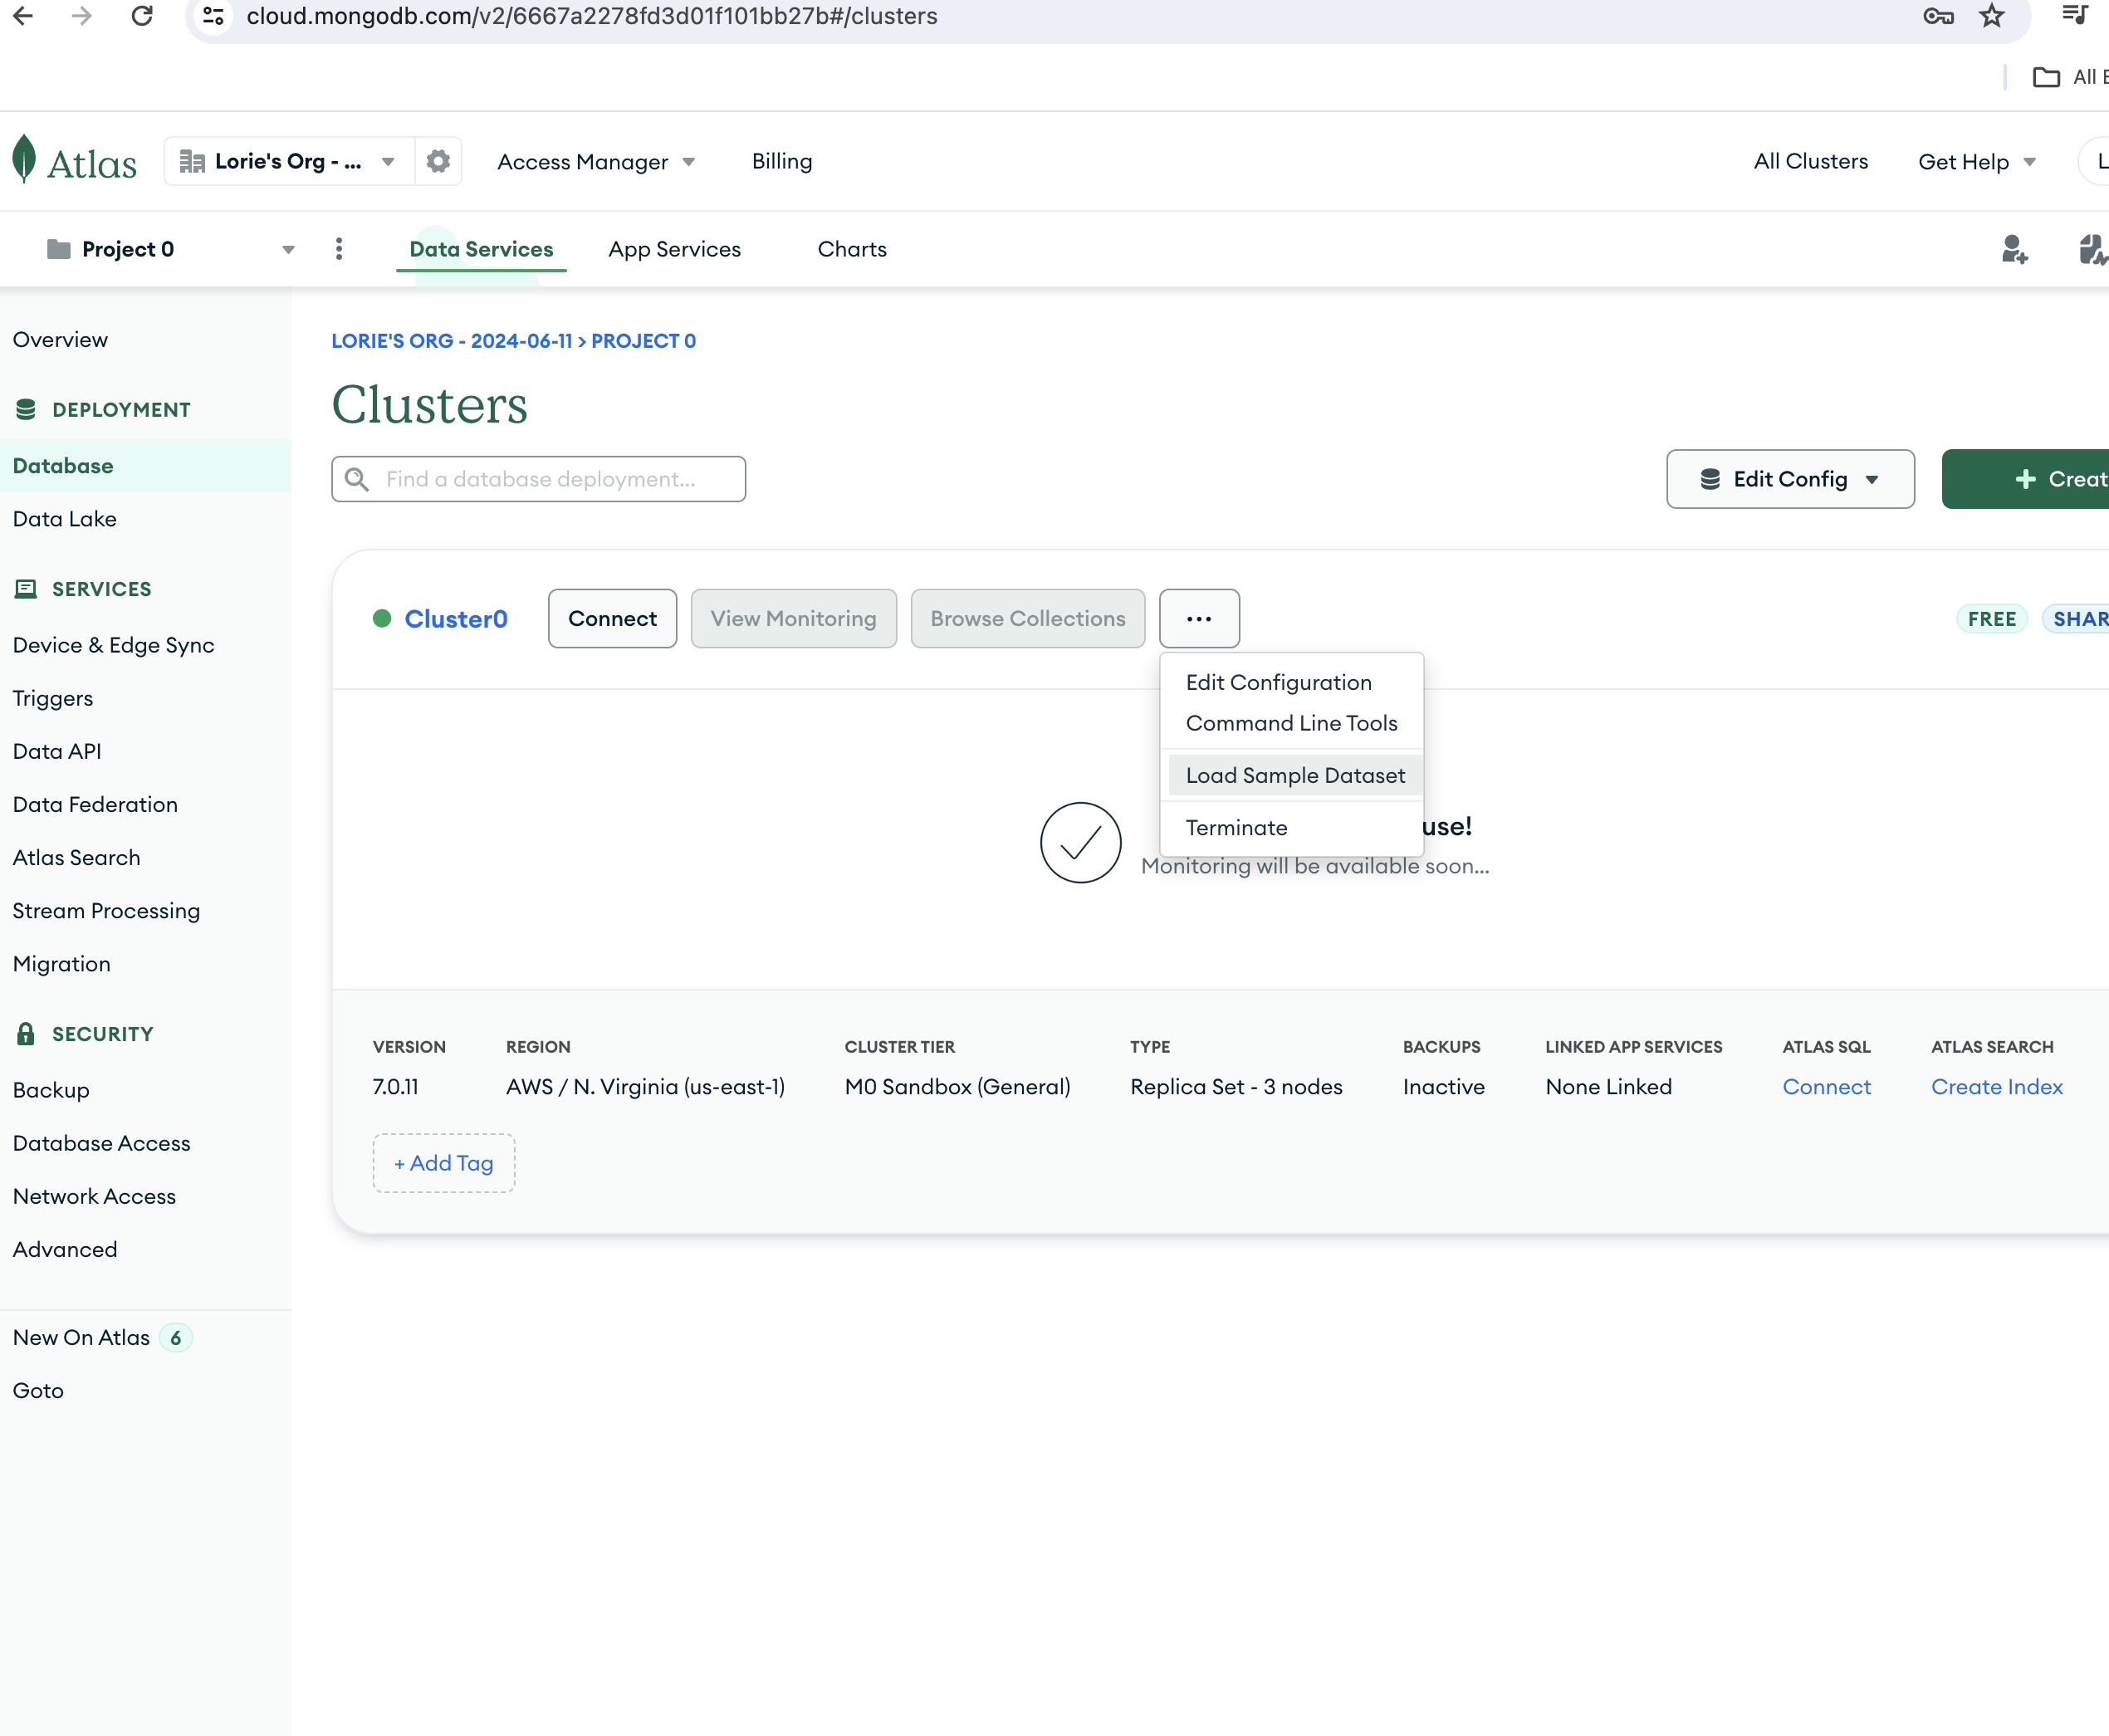 cloud.mongodb.com/v2/6667a2278fd3d01f101bb27b#/clusters
All
Atlas
Lorie's Org - ...
Access Manager
Billing
All Clusters
Get Help
Project 0
Data Services
App Services
Charts
Overview
DEPLOYMENT
Database
Data Lake
SERVICES
Device & Edge Sync
Triggers
Data API
Data Federation
Atlas Search
Stream Processing
Migration
SECURITY
Backup
Database Access
Network Access
Advanced
New On Atlas 6
Goto
LORIE'S ORG - 2024-06-11 > PROJECT 0
Clusters
Find a database deployment...
Edit Config
+ Creat
Cluster0
Connect
View Monitoring
Browse Collections
...
FREE
SHAR
Edit Configuration
Command Line Tools
Load Sample Dataset
Terminate
use!
Monitoring will be available soon...
VERSION REGION CLUSTER TIER TYPE BACKUPS LINKED APP SERVICES ATLAS SQL ATLAS SEARCH
7.0.11 AWS / N. Virginia (us-east-1) M0 Sandbox (General) Replica Set - 3 nodes Inactive None Linked Connect Create Index
+ Add Tag